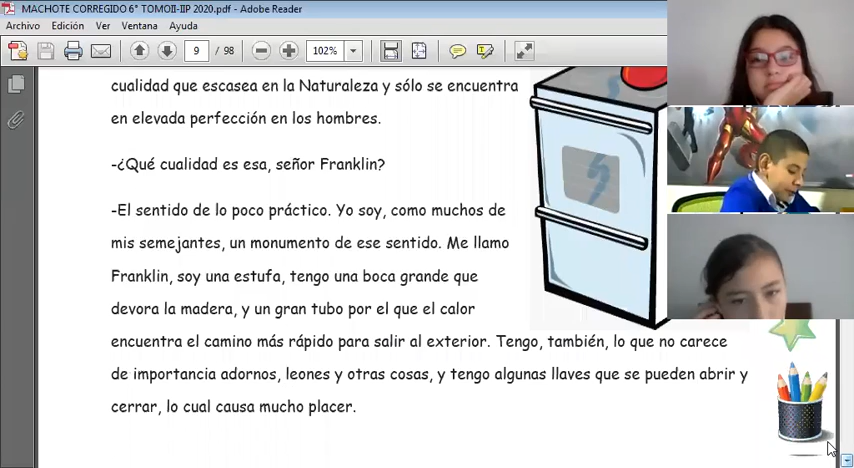 MACHOTE CORREGIDO 6° TOMOII-IIP 2020.pdf - Adobe Reader
Archivo Edición Ver Ventana Ayuda
9 / 98 102%
cualidad que escasea en la Naturaleza y sólo se encuentra
en elevada perfección en los hombres.
-¿Qué cualidad es esa, señor Franklin?
-El sentido de lo poco práctico. Yo soy, como muchos de
mis semejantes, un monumento de ese sentido. Me llamo
Franklin, soy una estufa, tengo una boca grande que
devora la madera, y un gran tubo por el que el calor
encuentra el camino más rápido para salir al exterior. Tengo, también, lo que no carece
de importancia adornos, leones y otras cosas, y tengo algunas llaves que se pueden abrir y
cerrar, lo cual causa mucho placer.